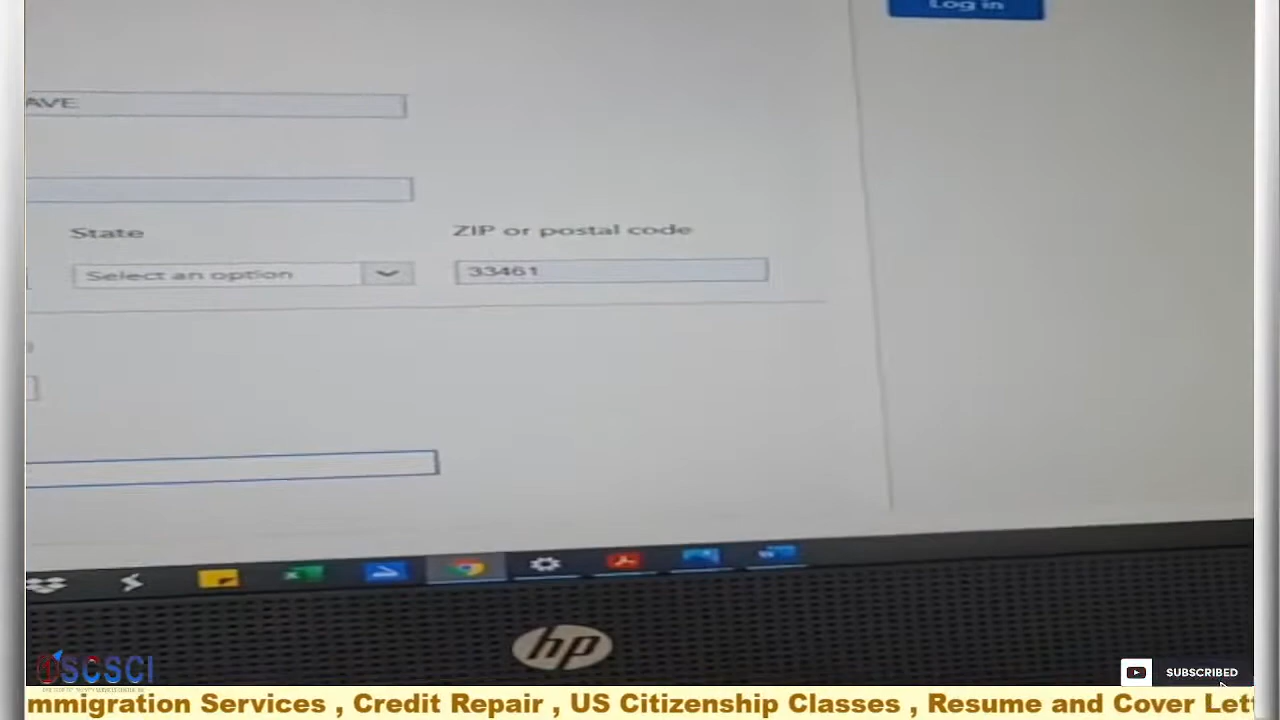 Log in
AVE
State
ZIP or postal code
Select an option
33461
hp
SCSCI
SUBSCRIBED
mmigration Services , Credit Repair , US Citizenship Classes , Resume and Cover Lett